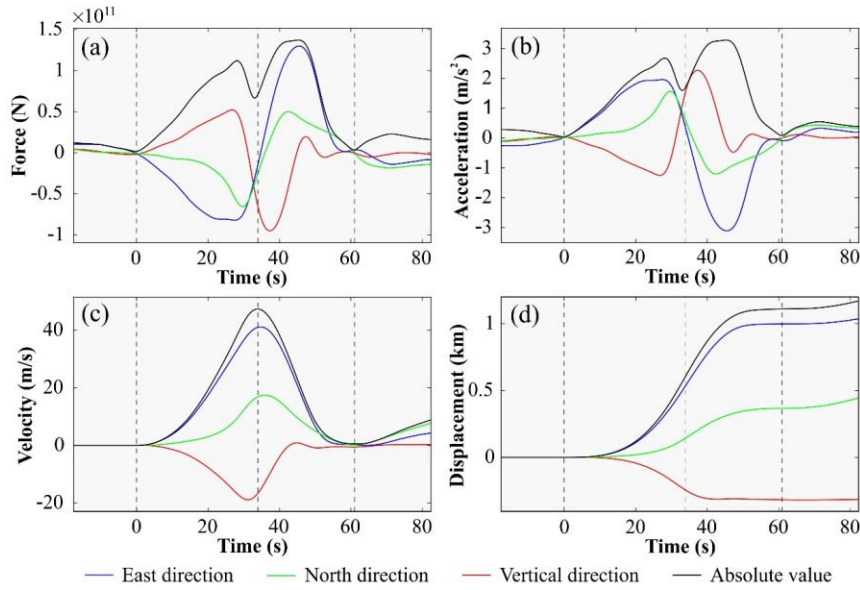 ×10¹¹
(a)
1.5
1
0.5
0
-0.5
-1
Force (N)
0 20 40 60 80
Time (s)
(b)
3
2
1
0
-1
-2
-3
Acceleration (m/s²)
0 20 40 60 80
Time (s)
(c)
40
20
0
-20
Velocity (m/s)
0 20 40 60 80
Time (s)
(d)
1
0.5
0
Displacement (km)
0 20 40 60 80
Time (s)
East direction North direction Vertical direction Absolute value